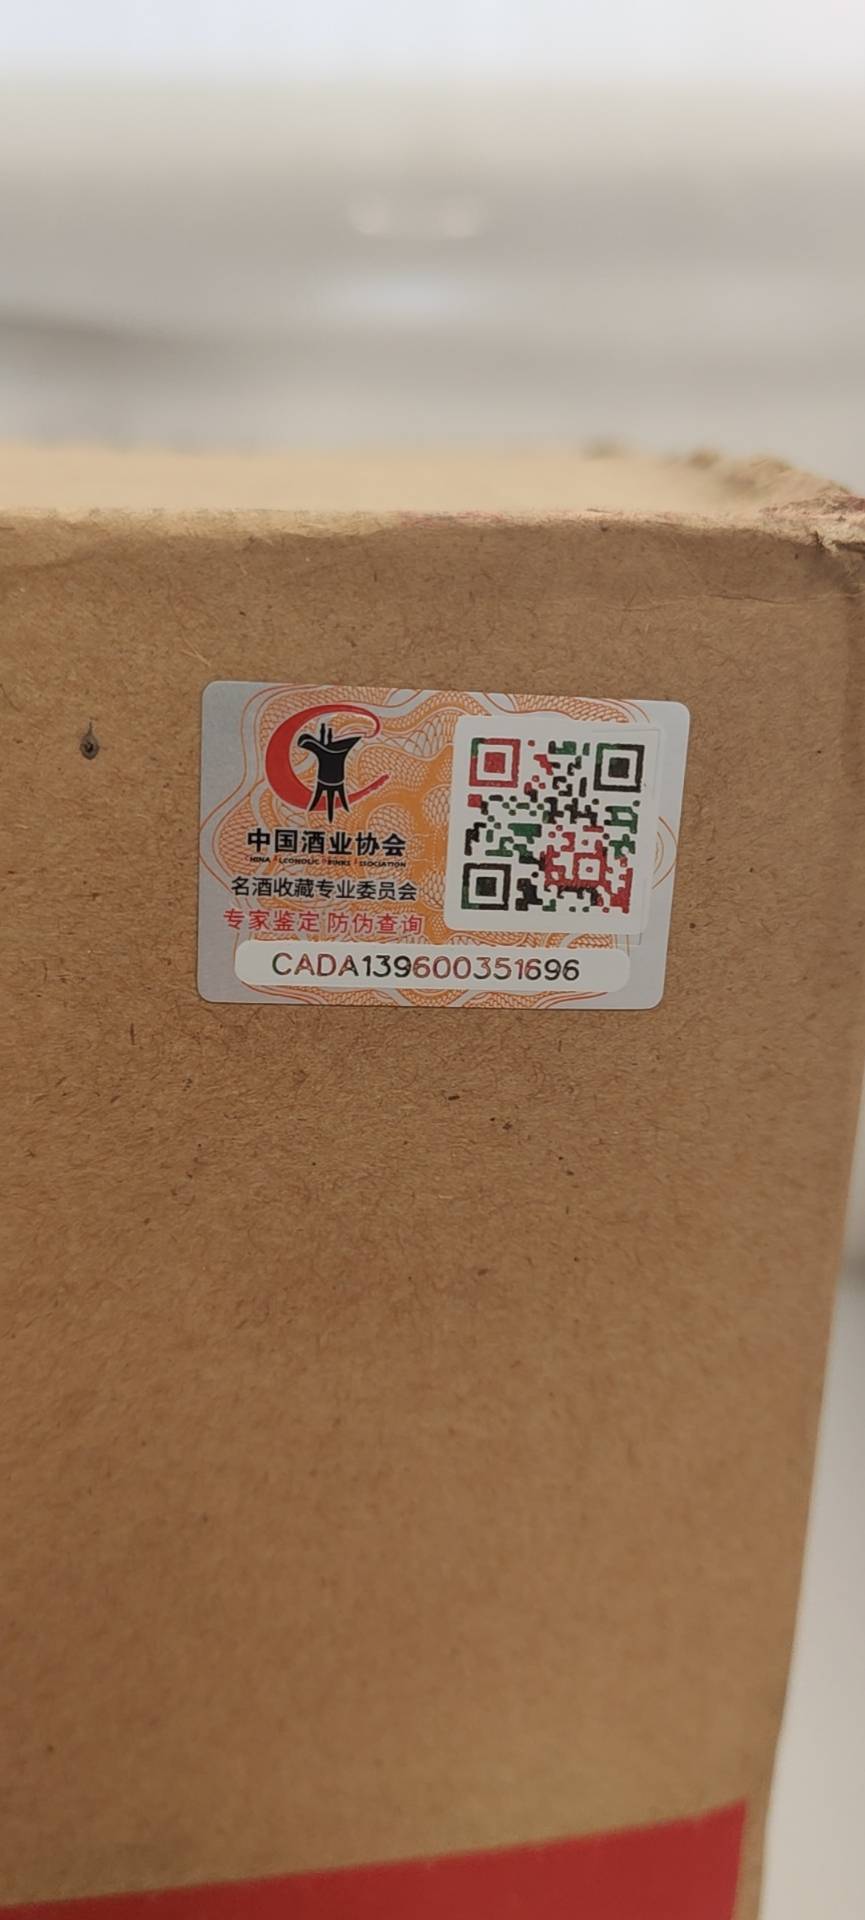 中国酒业协会
名酒收藏专业委员会
专家鉴定 防伪查询
CADA139600351696